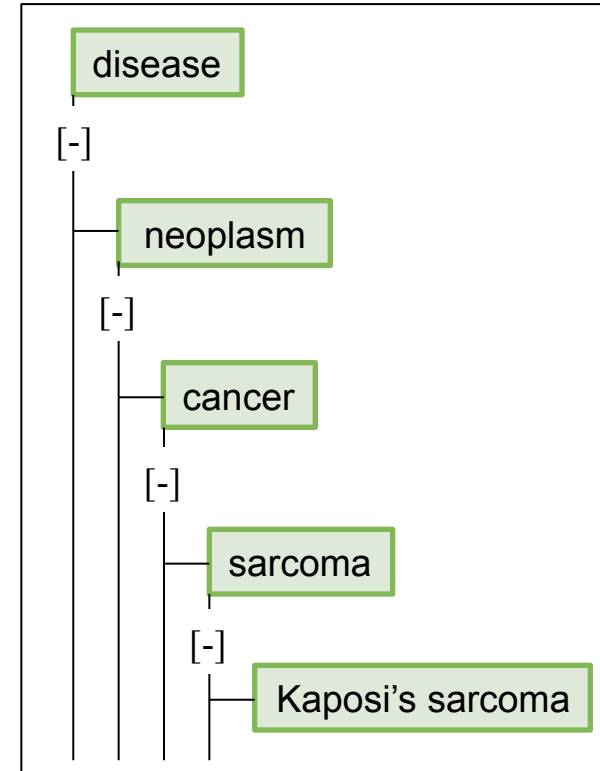 disease
[-]
neoplasm
[-]
cancer
[-]
sarcoma
[-]
Kaposi’s sarcoma